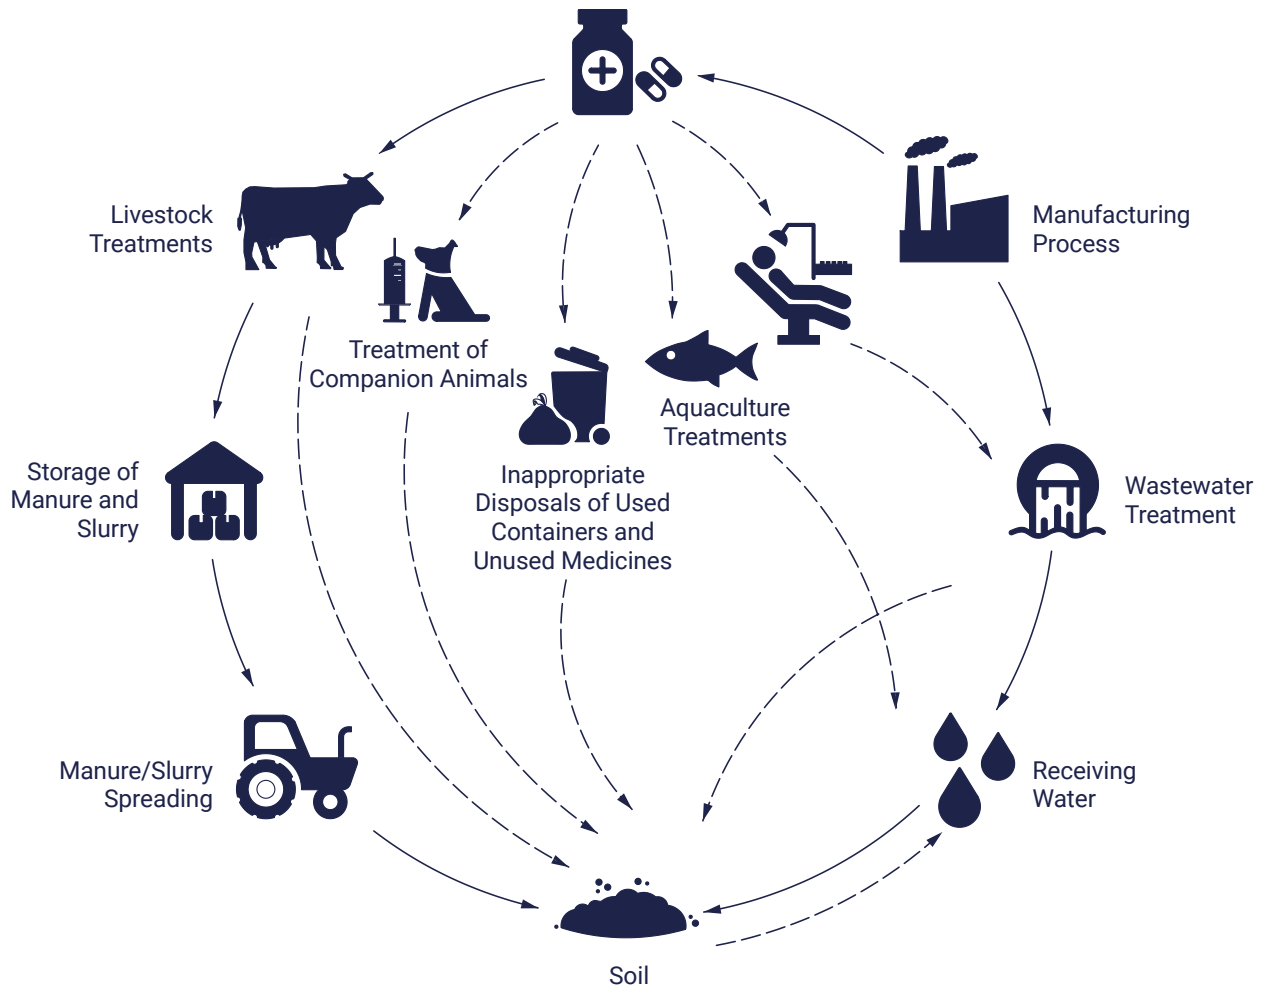 Livestock
Treatments
Manufacturing
Process
Treatment of
Companion Animals
Aquaculture
Treatments
Storage of
Manure and
Slurry
Inappropriate
Disposals of Used
Containers and
Unused Medicines
Wastewater
Treatment
Manure/Slurry
Spreading
Receiving
Water
Soil